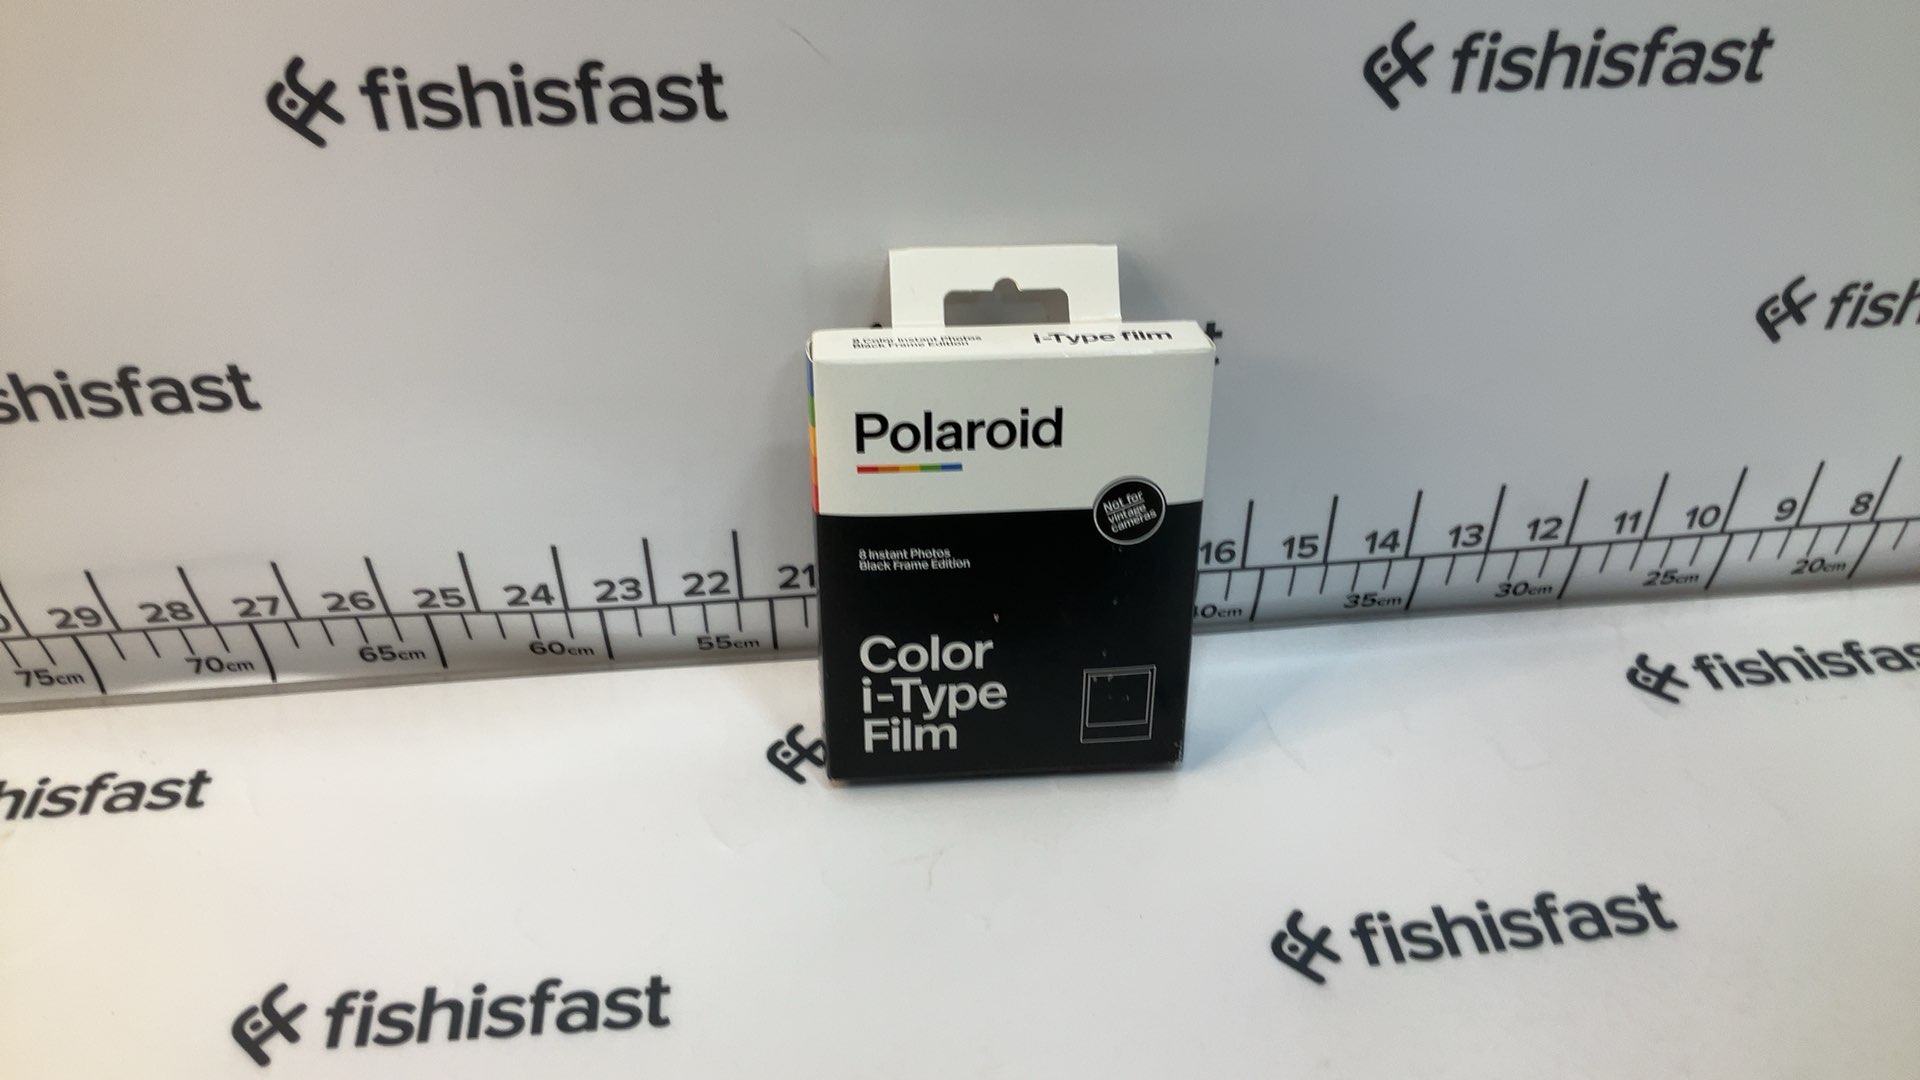 fishisfast
fishisfast
fish
shisfast
8 Color Instant Photos
Black Frame Edition
i-Type film
Polaroid
Not for
vintage
cameras
8 Instant Photos
Black Frame Edition
Color
i-Type
Film
29 28 27 26 25 24 23 22 21 16 15 14 13 12 11 10 9 8
75cm 70cm 65cm 60cm 55cm 0cm 35cm 30cm 25cm 20cm
fishisfas
hisfast
fishisfast
fishisfast